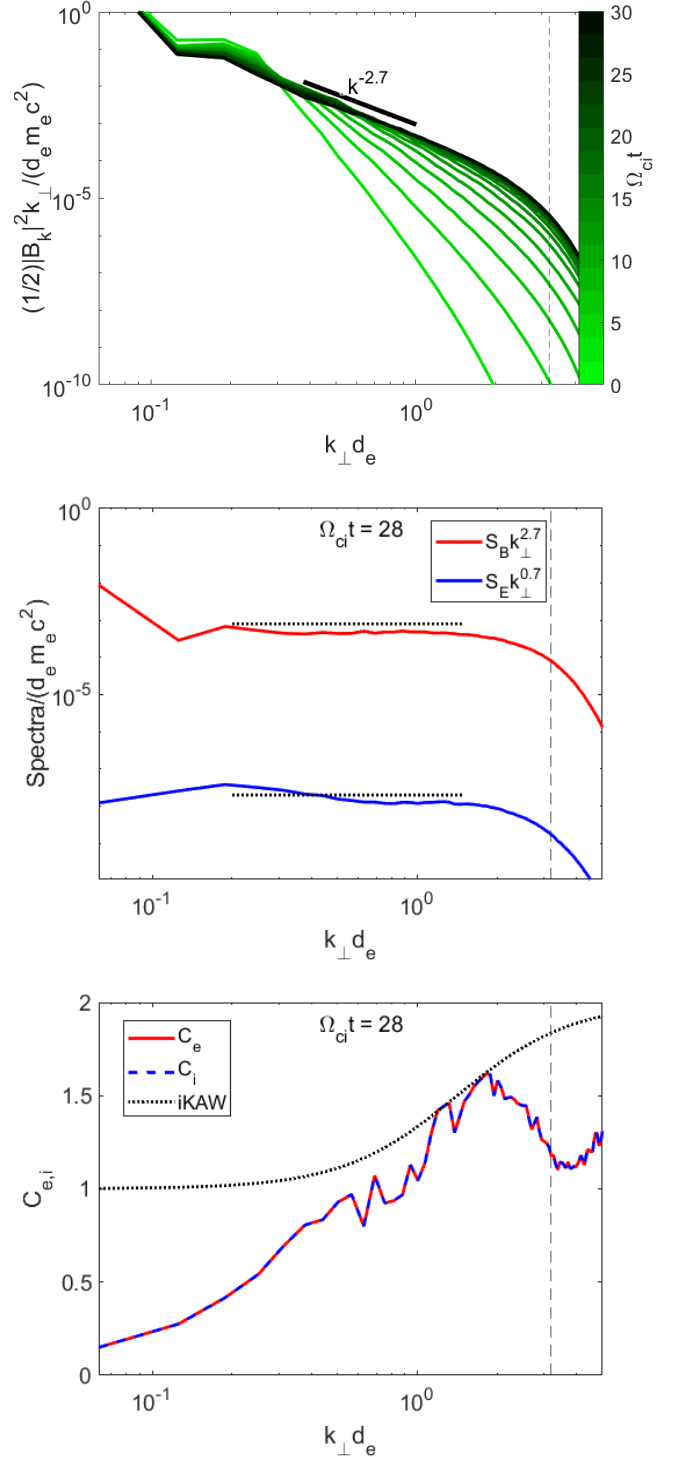 10^0
10^-5
10^-10
(1/2)|B_k|^2 k_⊥/(d_e m_e c^2)
k^-2.7
30
25
20
15
10
5
0
Ω_ci t
10^-1
10^0
k_⊥ d_e
10^0
10^-5
Spectra/(d_e m_e c^2)
Ω_ci t = 28
S_B k_⊥^2.7
S_E k_⊥^0.7
10^-1
10^0
k_⊥ d_e
2
1.5
1
0.5
0
C_e,i
Ω_ci t = 28
C_e
C_i
iKAW
10^-1
10^0
k_⊥ d_e